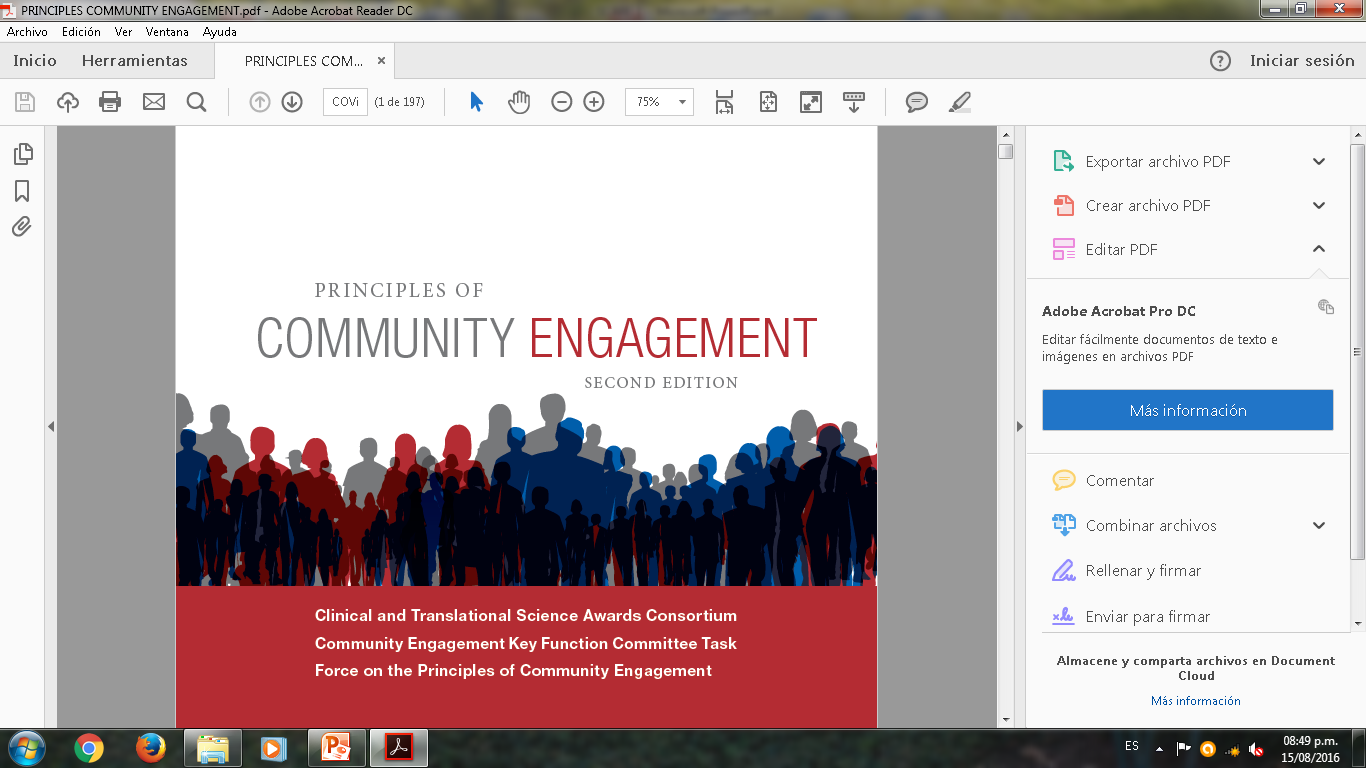 PRINCIPLES COMMUNITY ENGAGEMENT.pdf - Adobe Acrobat Reader DC
Archivo Edición Ver Ventana Ayuda
Inicio Herramientas PRINCIPLES COM... × Iniciar sesión
COVi (1 de 197) 75%
Exportar archivo PDF
Crear archivo PDF
Editar PDF
Adobe Acrobat Pro DC
Editar fácilmente documentos de texto e
imágenes en archivos PDF
Más información
Comentar
Combinar archivos
Rellenar y firmar
Enviar para firmar
Almacene y comparta archivos en Document
Cloud
Más información
PRINCIPLES OF
COMMUNITY ENGAGEMENT
SECOND EDITION
Clinical and Translational Science Awards Consortium
Community Engagement Key Function Committee Task
Force on the Principles of Community Engagement
ES
08:49 p.m.
15/08/2016